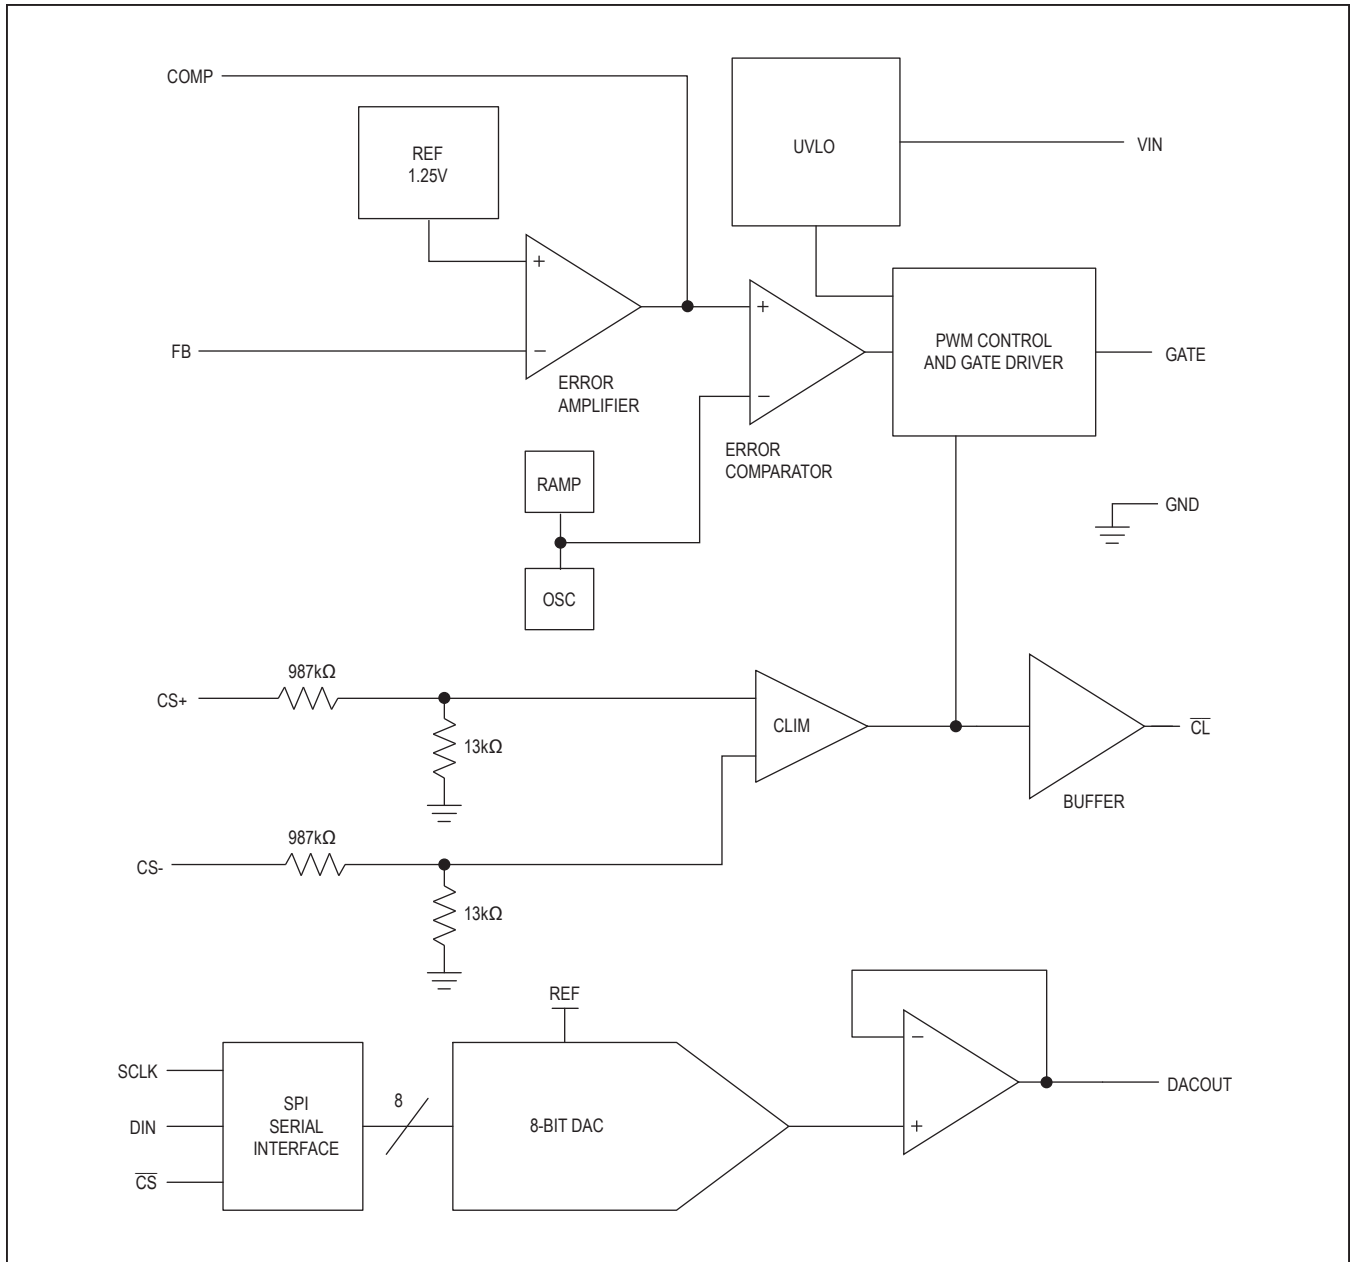 COMP
REF
1.25V
UVLO
VIN
+
FB
−
ERROR
AMPLIFIER
+
−
ERROR
COMPARATOR
PWM CONTROL
AND GATE DRIVER
GATE
RAMP
OSC
GND
987kΩ
CS+
13kΩ
CLIM
CL
BUFFER
987kΩ
CS-
13kΩ
REF
SCLK
DIN
CS
SPI
SERIAL
INTERFACE
8
8-BIT DAC
−
+
DACOUT